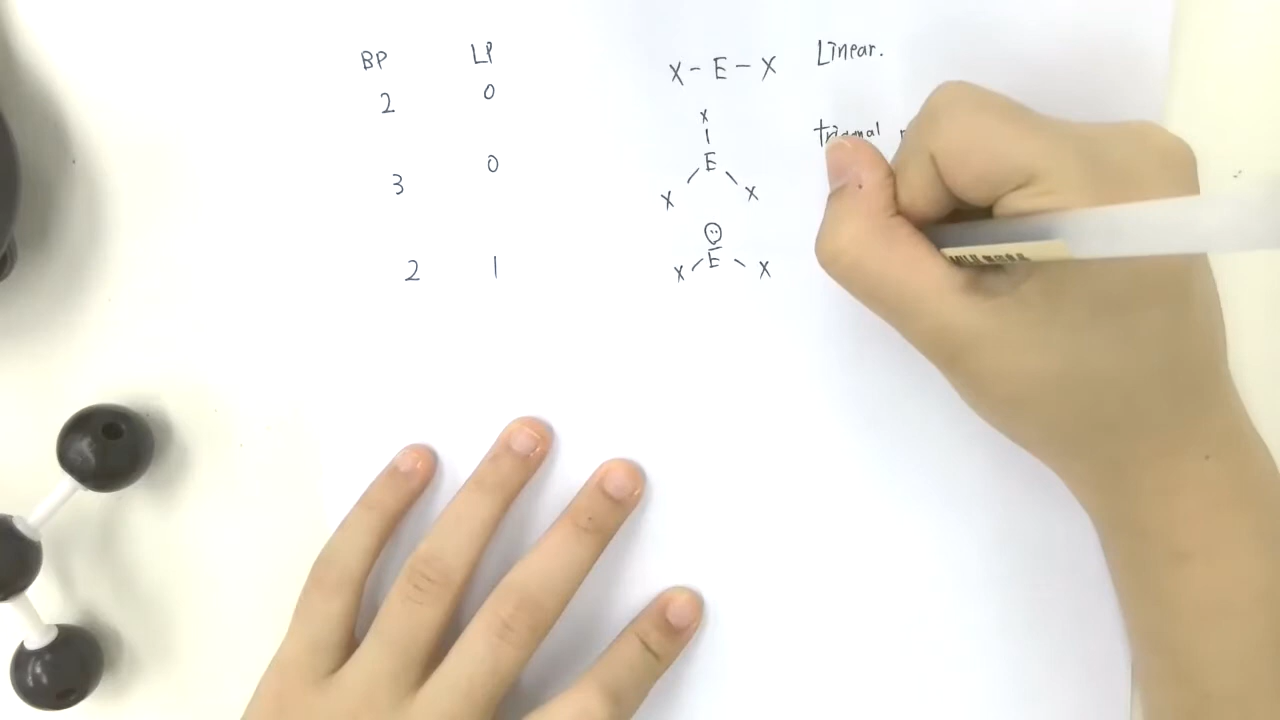 BP LP
X - E - X Linear.
2 0
X
3 0 E
X X
2 1 X E X